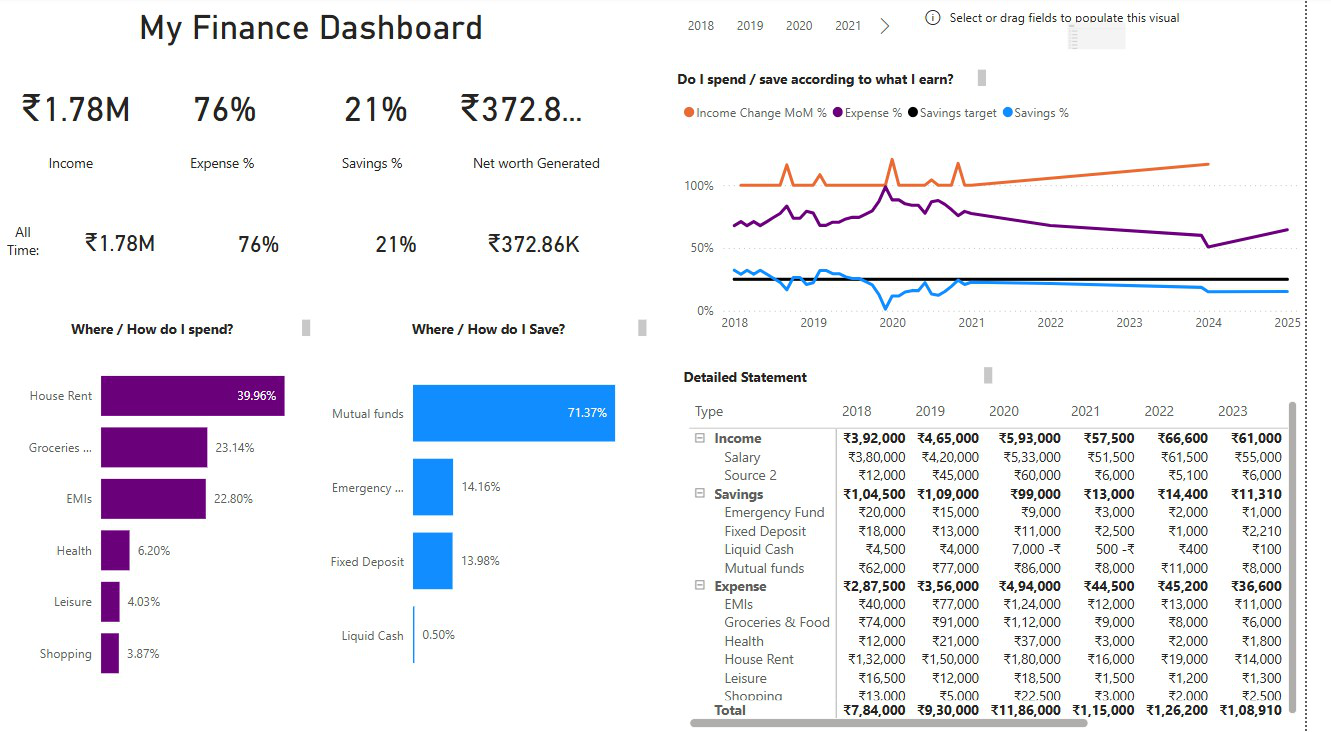 My Finance Dashboard
₹1.78M 76% 21% ₹372.8...
Income Expense % Savings % Net worth Generated
All
Time:
₹1.78M 76% 21% ₹372.86K
Where / How do I spend?
House Rent 39.96%
Groceries ... 23.14%
EMIs 22.80%
Health 6.20%
Leisure 4.03%
Shopping 3.87%
Where / How do I Save?
Mutual funds 71.37%
Emergency ... 14.16%
Fixed Deposit 13.98%
Liquid Cash 0.50%
2018 2019 2020 2021
Select or drag fields to populate this visual
Do I spend / save according to what I earn?
Income Change MoM % Expense % Savings target Savings %
100%
50%
0%
2018 2019 2020 2021 2022 2023 2024 2025
Detailed Statement
Type 2018 2019 2020 2021 2022 2023
Income ₹3,92,000 ₹4,65,000 ₹5,93,000 ₹57,500 ₹66,600 ₹61,000
Salary ₹3,80,000 ₹4,20,000 ₹5,33,000 ₹51,500 ₹61,500 ₹55,000
Source 2 ₹12,000 ₹45,000 ₹60,000 ₹6,000 ₹5,100 ₹6,000
Savings ₹1,04,500 ₹1,09,000 ₹99,000 ₹13,000 ₹14,400 ₹11,310
Emergency Fund ₹20,000 ₹15,000 ₹9,000 ₹3,000 ₹2,000 ₹1,000
Fixed Deposit ₹18,000 ₹13,000 ₹11,000 ₹2,500 ₹1,000 ₹2,210
Liquid Cash ₹4,500 ₹4,000 7,000 -₹ 500 -₹ ₹400 ₹100
Mutual funds ₹62,000 ₹77,000 ₹86,000 ₹8,000 ₹11,000 ₹8,000
Expense ₹2,87,500 ₹3,56,000 ₹4,94,000 ₹44,500 ₹45,200 ₹36,600
EMIs ₹40,000 ₹77,000 ₹1,24,000 ₹12,000 ₹13,000 ₹11,000
Groceries & Food ₹74,000 ₹91,000 ₹1,12,000 ₹9,000 ₹8,000 ₹6,000
Health ₹12,000 ₹21,000 ₹37,000 ₹3,000 ₹2,000 ₹1,800
House Rent ₹1,32,000 ₹1,50,000 ₹1,80,000 ₹16,000 ₹19,000 ₹14,000
Leisure ₹16,500 ₹12,000 ₹18,500 ₹1,500 ₹1,200 ₹1,300
Shopping ₹13,000 ₹5,000 ₹22,500 ₹3,000 ₹2,000 ₹2,500
Total ₹7,84,000 ₹9,30,000 ₹11,86,000 ₹1,15,000 ₹1,26,200 ₹1,08,910